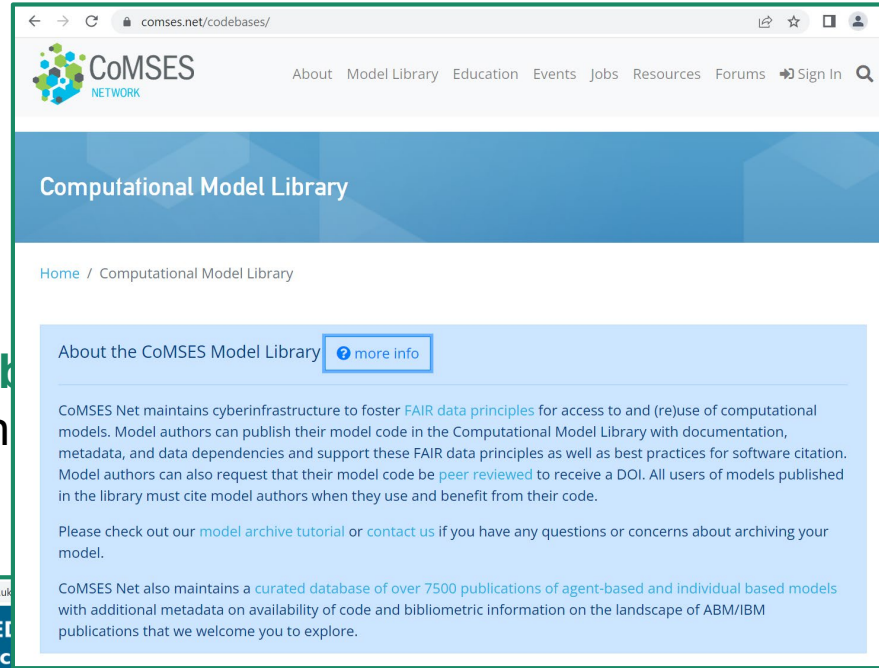 comses.net/codebases/
CoMSES
NETWORK
About Model Library Education Events Jobs Resources Forums Sign In
Computational Model Library
Home / Computational Model Library
About the CoMSES Model Library more info
CoMSES Net maintains cyberinfrastructure to foster FAIR data principles for access to and (re)use of computational
models. Model authors can publish their model code in the Computational Model Library with documentation,
metadata, and data dependencies and support these FAIR data principles as well as best practices for software citation.
Model authors can also request that their model code be peer reviewed to receive a DOI. All users of models published
in the library must cite model authors when they use and benefit from their code.
Please check out our model archive tutorial or contact us if you have any questions or concerns about archiving your
model.
CoMSES Net also maintains a curated database of over 7500 publications of agent-based and individual based models
with additional metadata on availability of code and bibliometric information on the landscape of ABM/IBM
publications that we welcome you to explore.